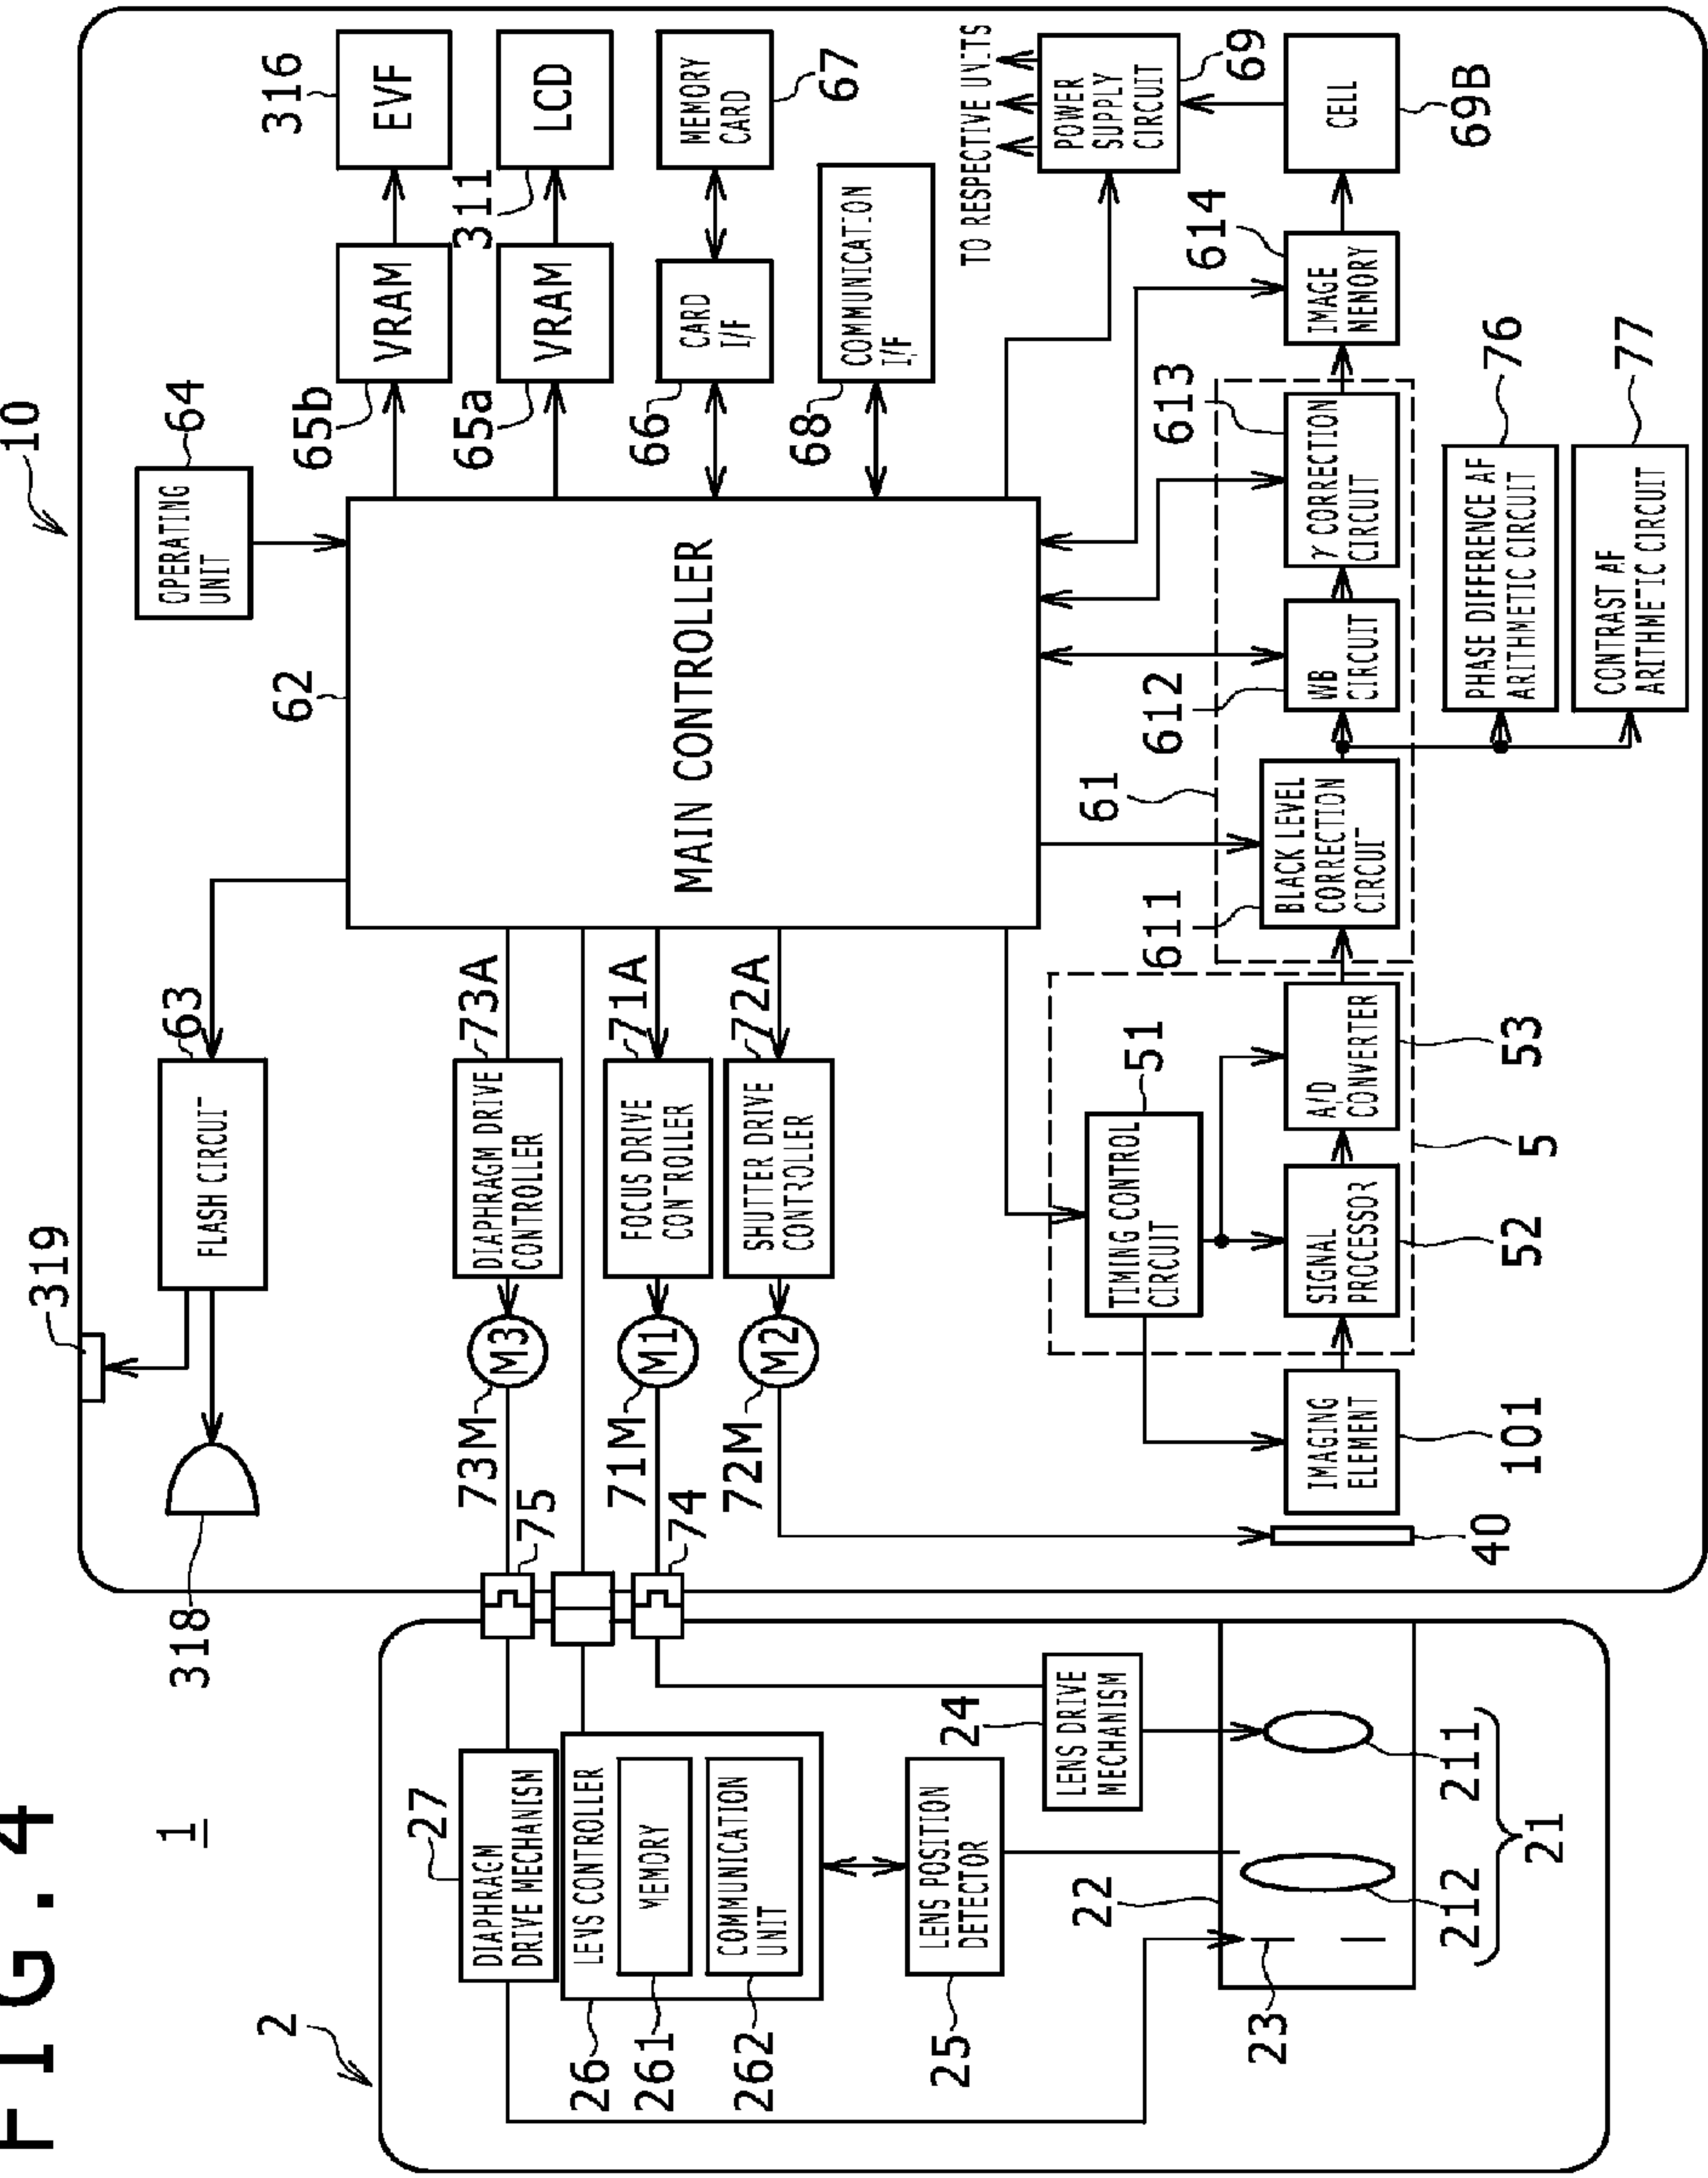 FIG.4
1
10
319
318
FLASH CIRCUIT
63
OPERATING
UNIT
64
62
MAIN CONTROLLER
65b
VRAM
316
EVF
65a
VRAM
311
LCD
66
CARD
I/F
MEMORY
CARD
67
68
COMMUNICATION
I/F
TO RESPECTIVE UNITS
POWER
SUPPLY
CIRCUIT
69
CELL
69B
73M
M3
DIAPHRAGM DRIVE
CONTROLLER
73A
75
71M
M1
FOCUS DRIVE
CONTROLLER
71A
74
72M
M2
SHUTTER DRIVE
CONTROLLER
72A
TIMING CONTROL
CIRCUIT
51
40
IMAGING
ELEMENT
101
SIGNAL
PROCESSOR
52
A/D
CONVERTER
53
5
61
611
BLACK LEVEL
CORRECTION
CIRCUIT
612
WB
CIRCUIT
613
γ CORRECTION
CIRCUIT
614
IMAGE
MEMORY
PHASE DIFFERENCE AF
ARITHMETIC CIRCUIT
76
CONTRAST AF
ARITHMETIC CIRCUIT
77
2
27
DIAPHRAGM
DRIVE MECHANISM
26
LENS CONTROLLER
261
MEMORY
262
COMMUNICATION
UNIT
25
LENS POSITION
DETECTOR
24
LENS DRIVE
MECHANISM
22
23
212
211
21